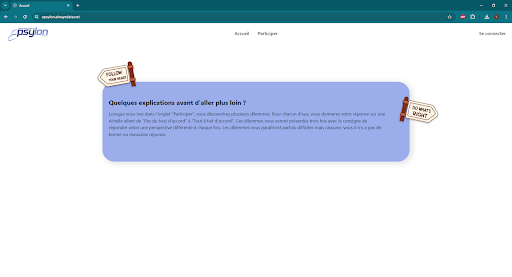 Accueil
epsylon.alwaysdata.net
epsylon
Accueil Participer
Se connecter
FOLLOW
YOUR HEART
Quelques explications avant d'aller plus loin ?
DO WHAT'S
RIGHT
Lorsque vous irez dans l'onglet "Participer", vous découvrirez plusieurs dilemmes. Pour chacun d'eux, vous donnerez votre réponse sur une
échelle allant de "Pas du tout d'accord" à "Tout à fait d'accord". Ces dilemmes vous seront présentés trois fois avec la consigne de
répondre selon une perspective différente à chaque fois. Les dilemmes vous paraîtront parfois difficiles mais rassurez-vous il n'y a pas de
bonne ou mauvaise réponse.